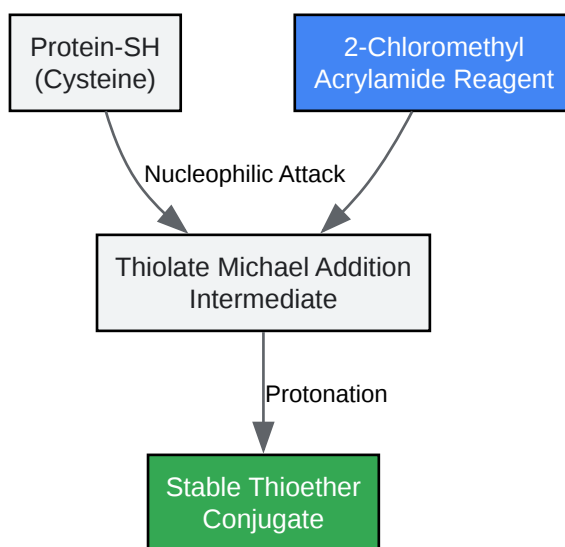 Protein-SH
(Cysteine)
2-Chloromethyl
Acrylamide Reagent
Nucleophilic Attack
Thiolate Michael Addition
Intermediate
Protonation
Stable Thioether
Conjugate